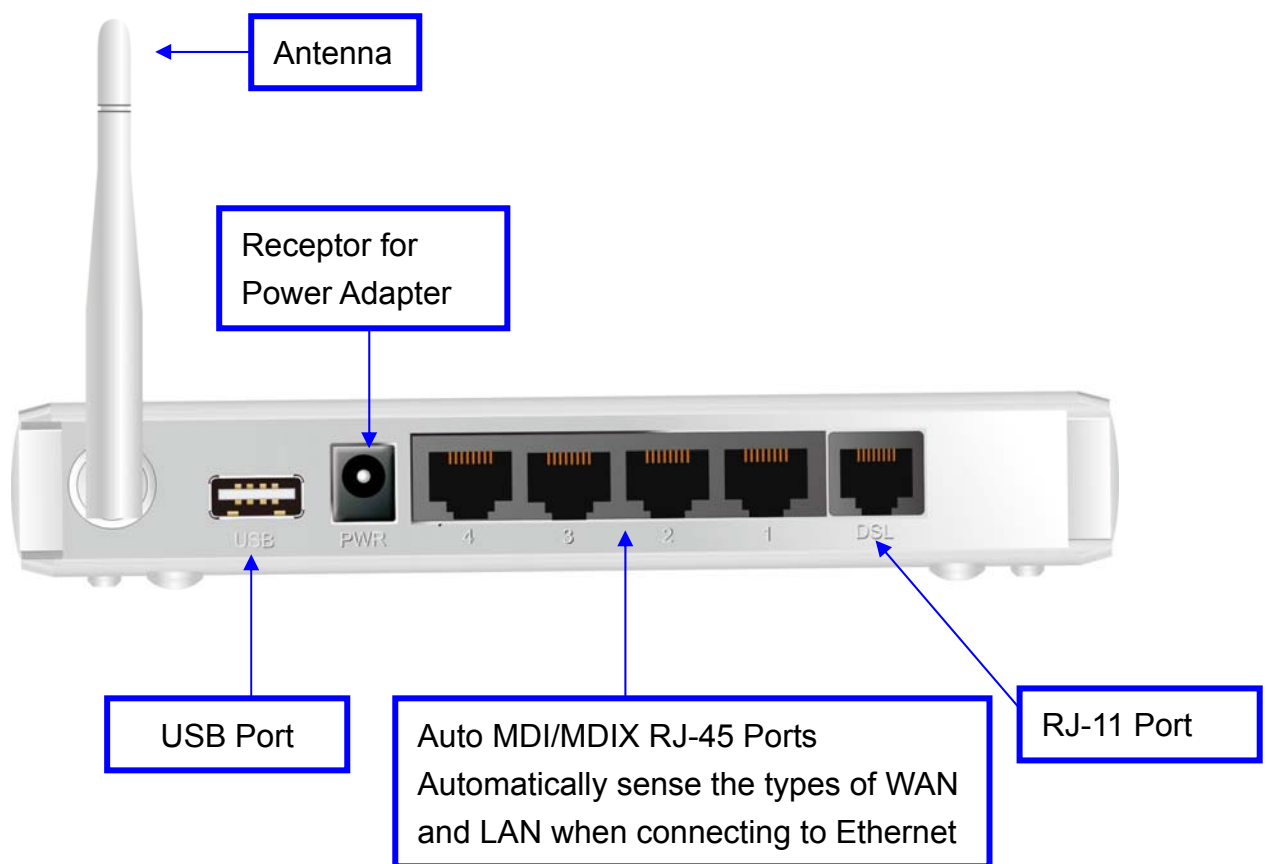 Antenna
Receptor for
Power Adapter
USB
PWR
4
3
2
1
DSL
USB Port
Auto MDI/MDIX RJ-45 Ports
Automatically sense the types of WAN
and LAN when connecting to Ethernet
RJ-11 Port